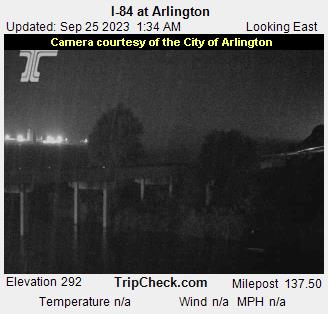 I-84 at Arlington
Updated: Sep 25 2023 1:34 AM Looking East
Camera courtesy of the City of Arlington
Elevation 292 TripCheck.com Milepost 137.50
Temperature n/a Wind n/a MPH n/a